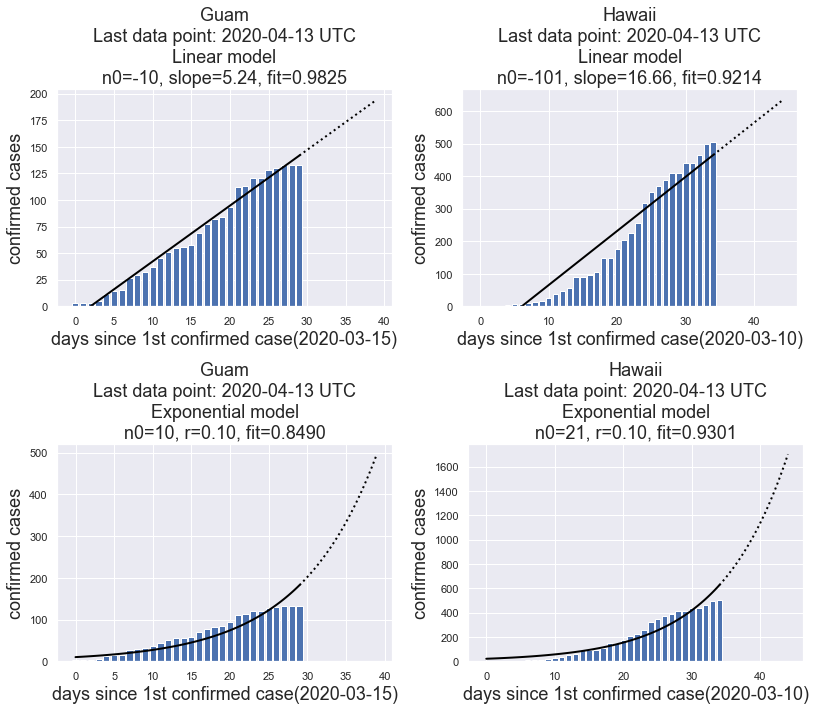 Guam
Last data point: 2020-04-13 UTC
Linear model
n0=-10, slope=5.24, fit=0.9825
200
175
150
125
100
75
50
25
0
confirmed cases
0 5 10 15 20 25 30 35 40
days since 1st confirmed case(2020-03-15)
Hawaii
Last data point: 2020-04-13 UTC
Linear model
n0=-101, slope=16.66, fit=0.9214
600
500
400
300
200
100
0
confirmed cases
0 10 20 30 40
days since 1st confirmed case(2020-03-10)
Guam
Last data point: 2020-04-13 UTC
Exponential model
n0=10, r=0.10, fit=0.8490
500
400
300
200
100
0
confirmed cases
0 5 10 15 20 25 30 35 40
days since 1st confirmed case(2020-03-15)
Hawaii
Last data point: 2020-04-13 UTC
Exponential model
n0=21, r=0.10, fit=0.9301
1600
1400
1200
1000
800
600
400
200
0
confirmed cases
0 10 20 30 40
days since 1st confirmed case(2020-03-10)